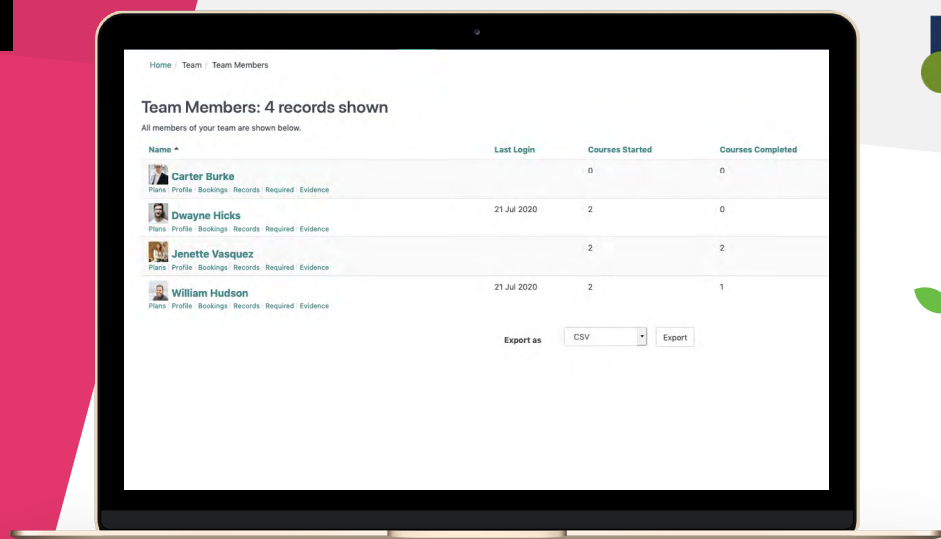 Home / Team / Team Members
Team Members: 4 records shown
All members of your team are shown below.
Name Last Login Courses Started Courses Completed
Carter Burke 0 0
Plans | Profile | Bookings | Records | Required | Evidence
Dwayne Hicks 21 Jul 2020 2 0
Plans | Profile | Bookings | Records | Required | Evidence
Jenette Vasquez 2 2
Plans | Profile | Bookings | Records | Required | Evidence
William Hudson 21 Jul 2020 2 1
Plans | Profile | Bookings | Records | Required | Evidence
Export as CSV Export